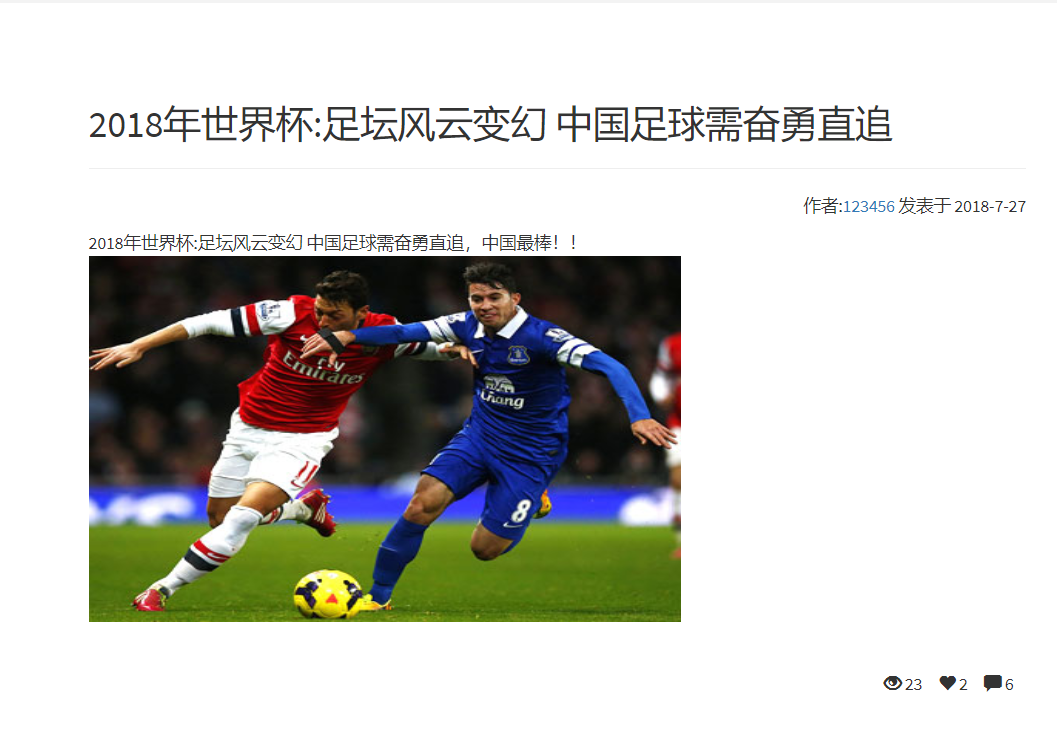 2018年世界杯:足坛风云变幻 中国足球需奋勇直追
作者:123456 发表于 2018-7-27
2018年世界杯:足坛风云变幻 中国足球需奋勇直追，中国最棒！！
Fly
Emirates
Chang
11
8
23 2 6